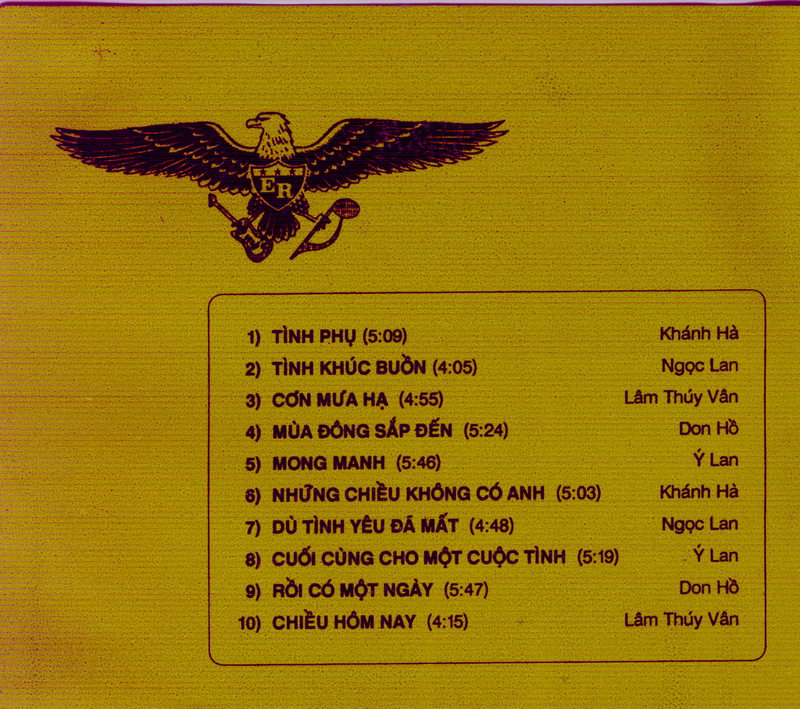 ER
1) TÌNH PHỤ (5:09) Khánh Hà
2) TÌNH KHÚC BUỒN (4:05) Ngọc Lan
3) CƠN MƯA HẠ (4:55) Lâm Thúy Vân
4) MÙA ĐÔNG SẮP ĐẾN (5:24) Don Hồ
5) MONG MANH (5:46) Ý Lan
6) NHỮNG CHIỀU KHÔNG CÓ ANH (5:03) Khánh Hà
7) DÙ TÌNH YÊU ĐÃ MẤT (4:48) Ngọc Lan
8) CUỐI CÙNG CHO MỘT CUỘC TÌNH (5:19) Ý Lan
9) RỒI CÓ MỘT NGÀY (5:47) Don Hồ
10) CHIỀU HÔM NAY (4:15) Lâm Thúy Vân